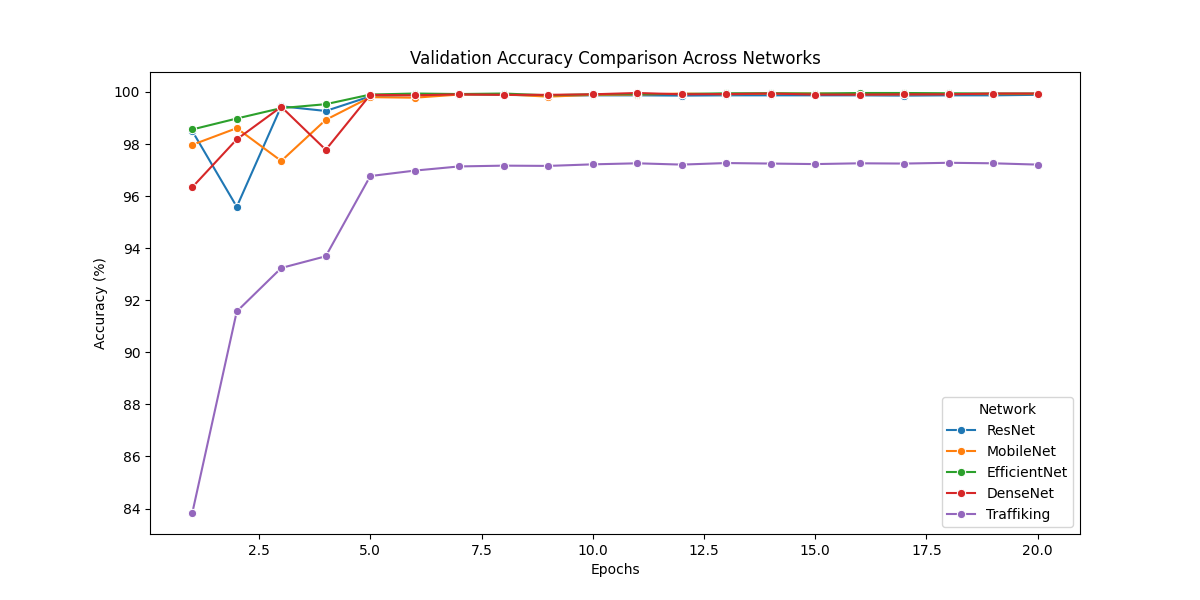 Validation Accuracy Comparison Across Networks
100
98
96
94
92
90
88
86
84
Accuracy (%)
2.5
5.0
7.5
10.0
12.5
15.0
17.5
20.0
Epochs
Network
ResNet
MobileNet
EfficientNet
DenseNet
Traffiking